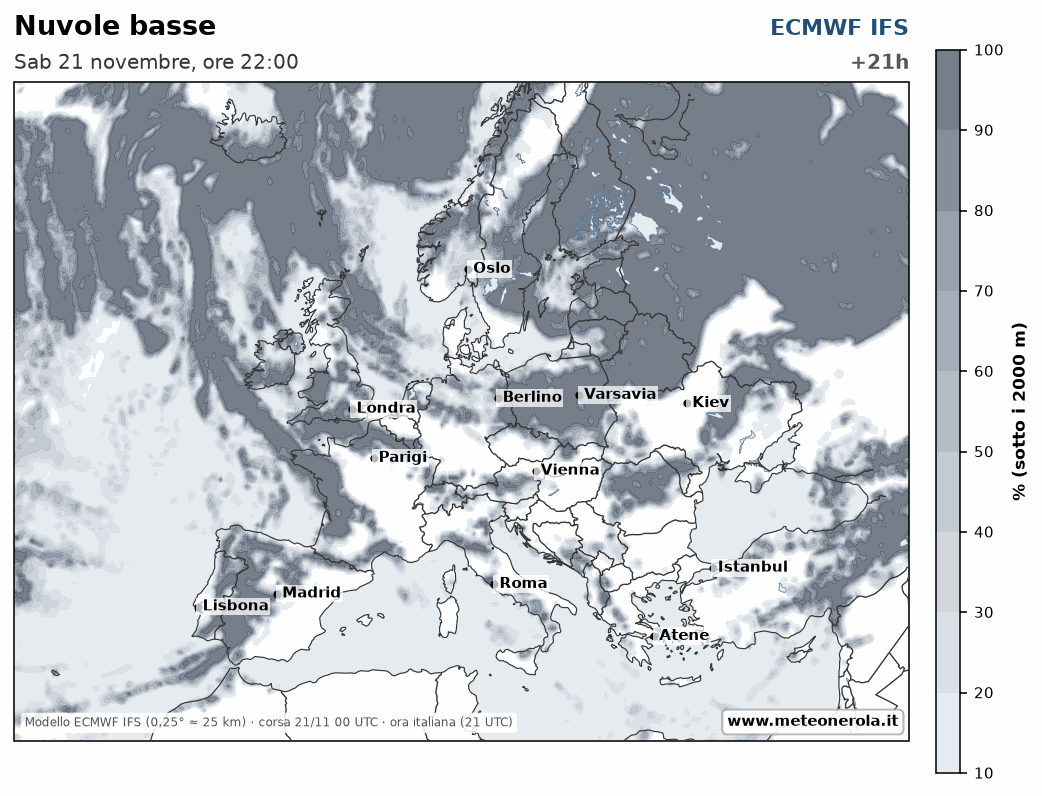 Nuvole basse
ECMWF IFS
Sab 21 novembre, ore 22:00
+21h
100
90
80
70
60
50
40
30
20
10
% (sotto i 2000 m)
Oslo
Berlino
Varsavia
Kiev
Londra
Parigi
Vienna
Istanbul
Roma
Madrid
Lisbona
Atene
Modello ECMWF IFS (0,25° ≈ 25 km) · corsa 21/11 00 UTC · ora italiana (21 UTC)
www.meteonerola.it